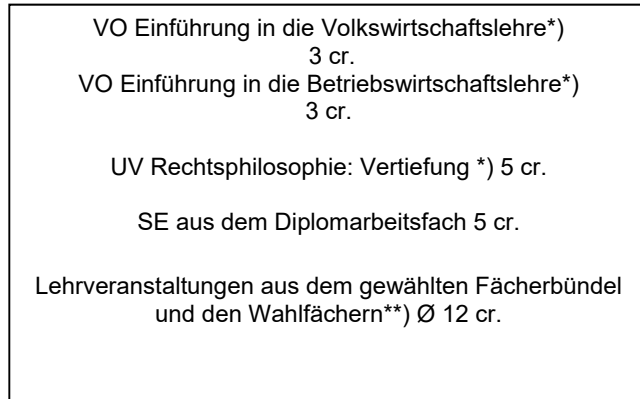 VO Einführung in die Volkswirtschaftslehre*)
3 cr.
VO Einführung in die Betriebswirtschaftslehre*)
3 cr.
UV Rechtsphilosophie: Vertiefung *) 5 cr.
SE aus dem Diplomarbeitsfach 5 cr.
Lehrveranstaltungen aus dem gewählten Fächerbündel
und den Wahlfächern**) Ø 12 cr.